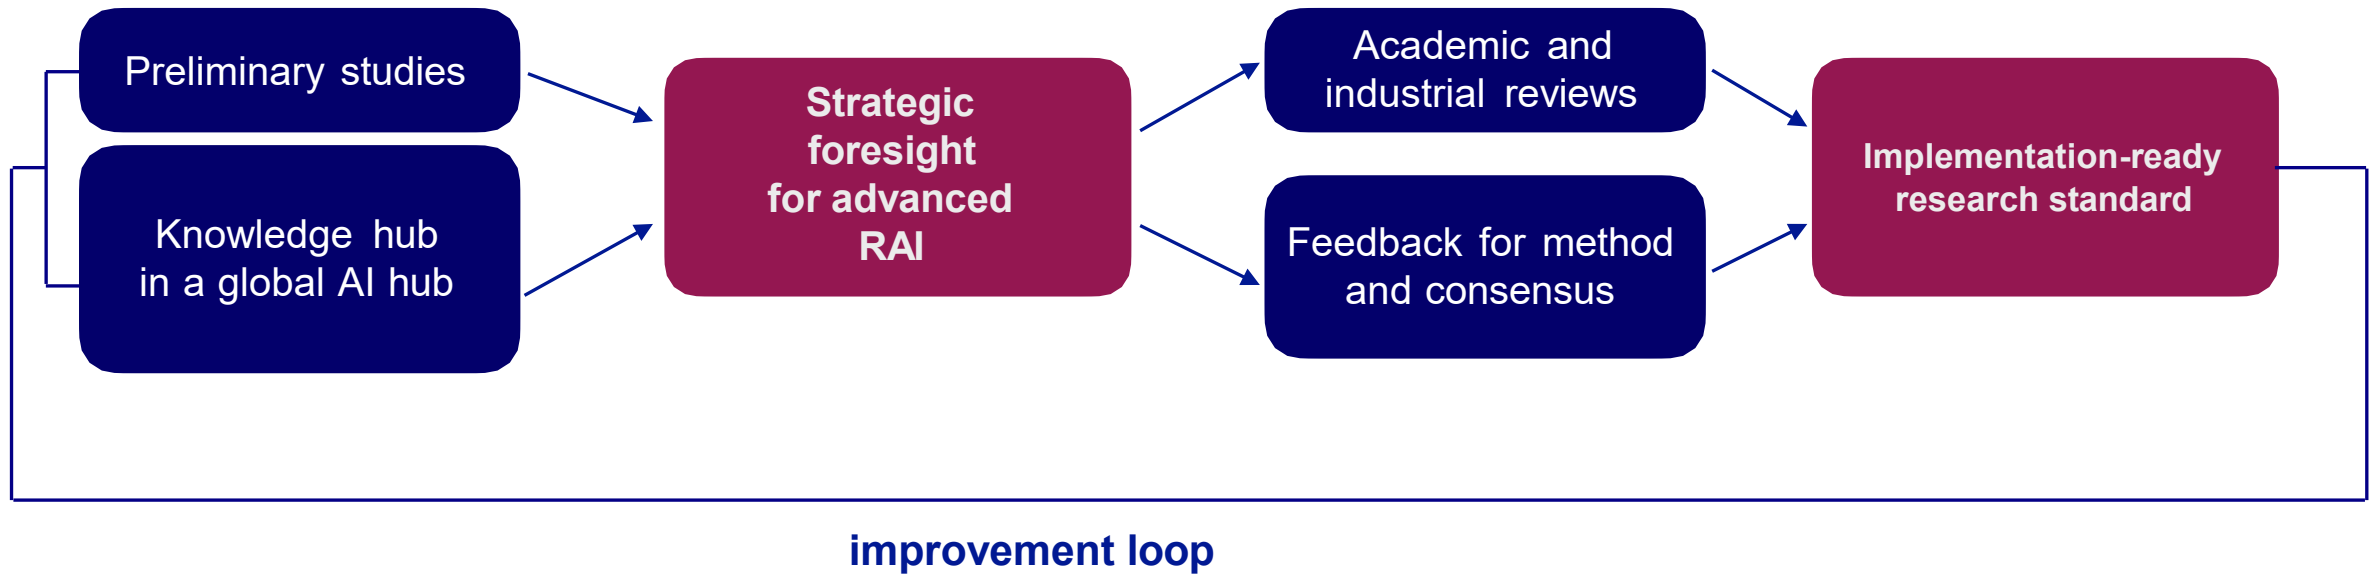 Preliminary studies
Knowledge hub
in a global AI hub
Strategic
foresight
for advanced
RAI
Academic and
industrial reviews
Feedback for method
and consensus
Implementation-ready
research standard
improvement loop